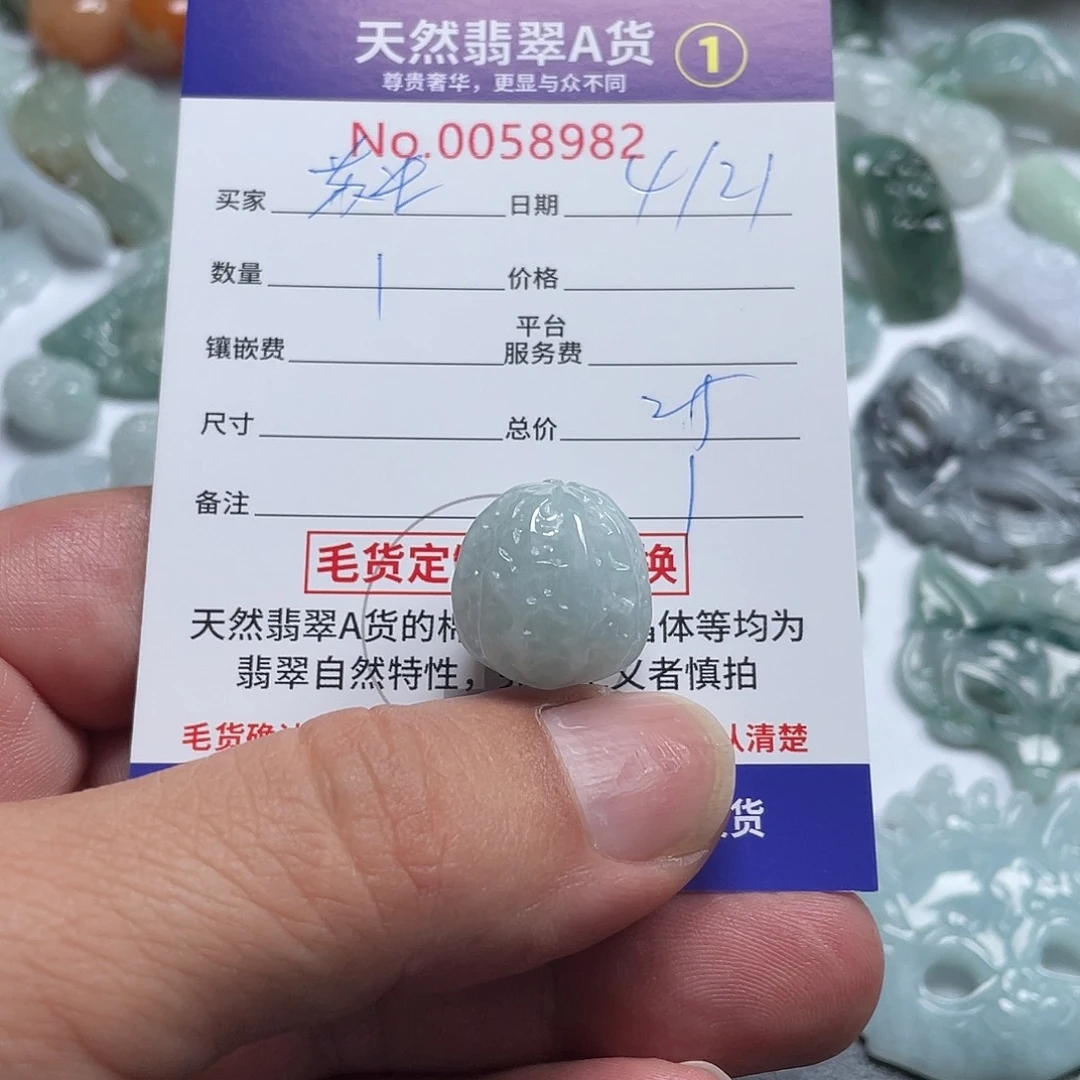 天然翡翠A货 1
尊贵奢华，更显与众不同
No.0058982
买家 日期 4/21
数量 1 价格
镶嵌费 平台服务费
尺寸 总价
备注
毛货定 换
天然翡翠A货的棉 晶体等均为
翡翠自然特性， 义者慎拍
毛货确 认清楚
货